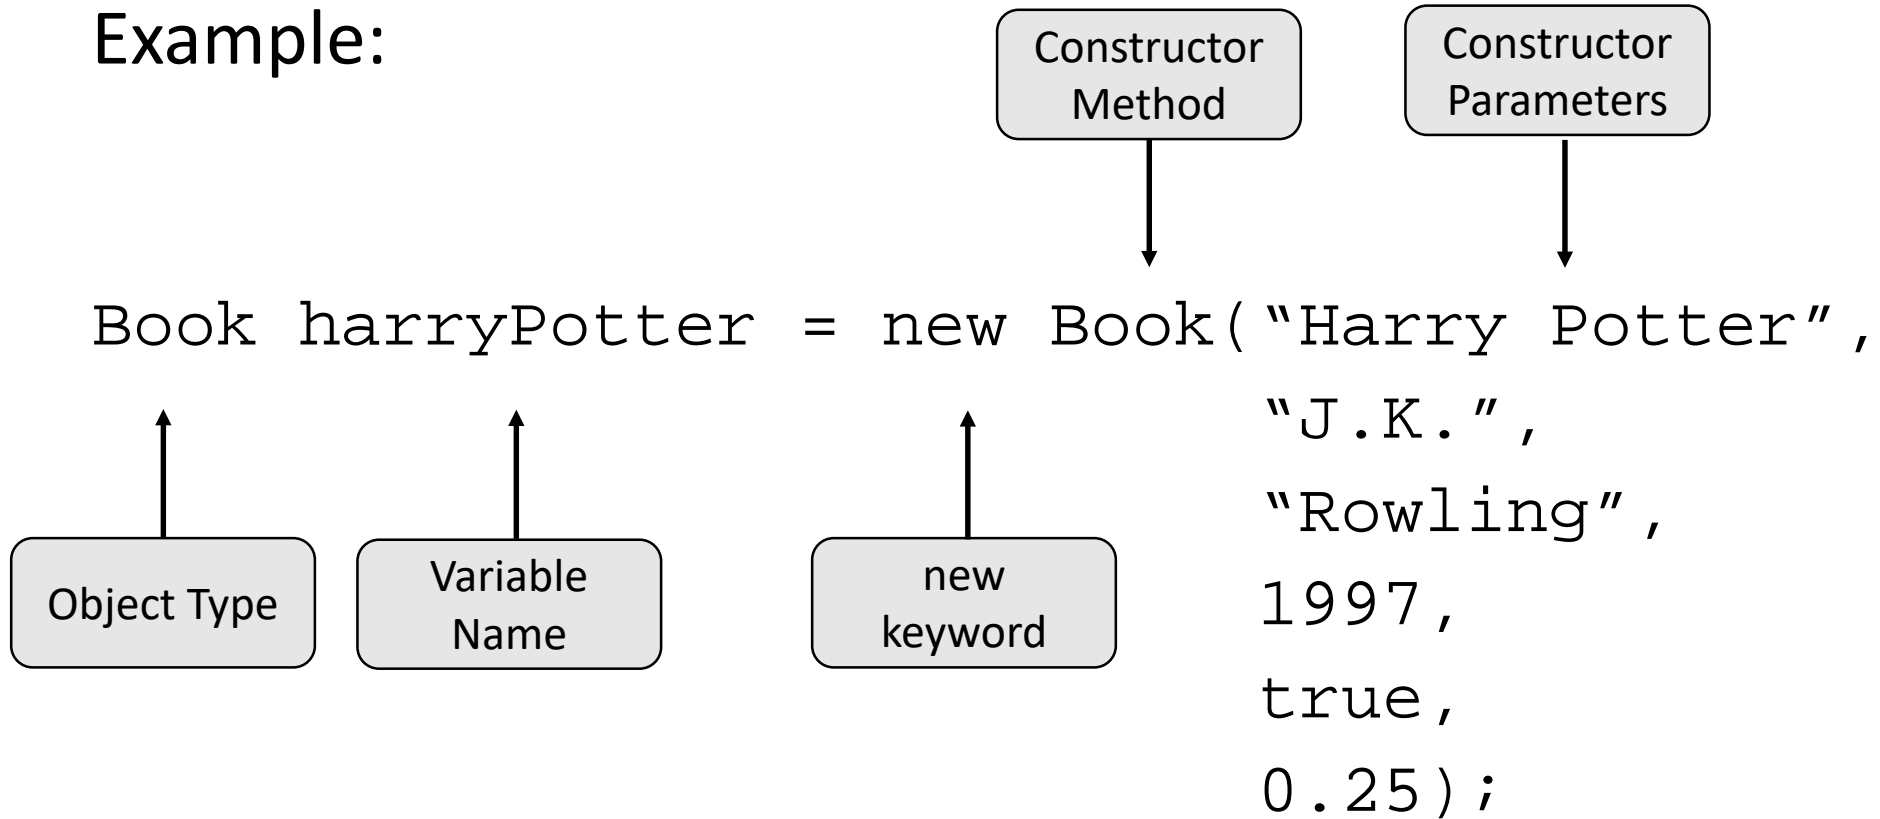 Example:
Constructor
Method
Constructor
Parameters
Book harryPotter = new Book(“Harry Potter”,
“J.K.”,
“Rowling”,
1997,
true,
0.25);
Object Type
Variable
Name
new
keyword